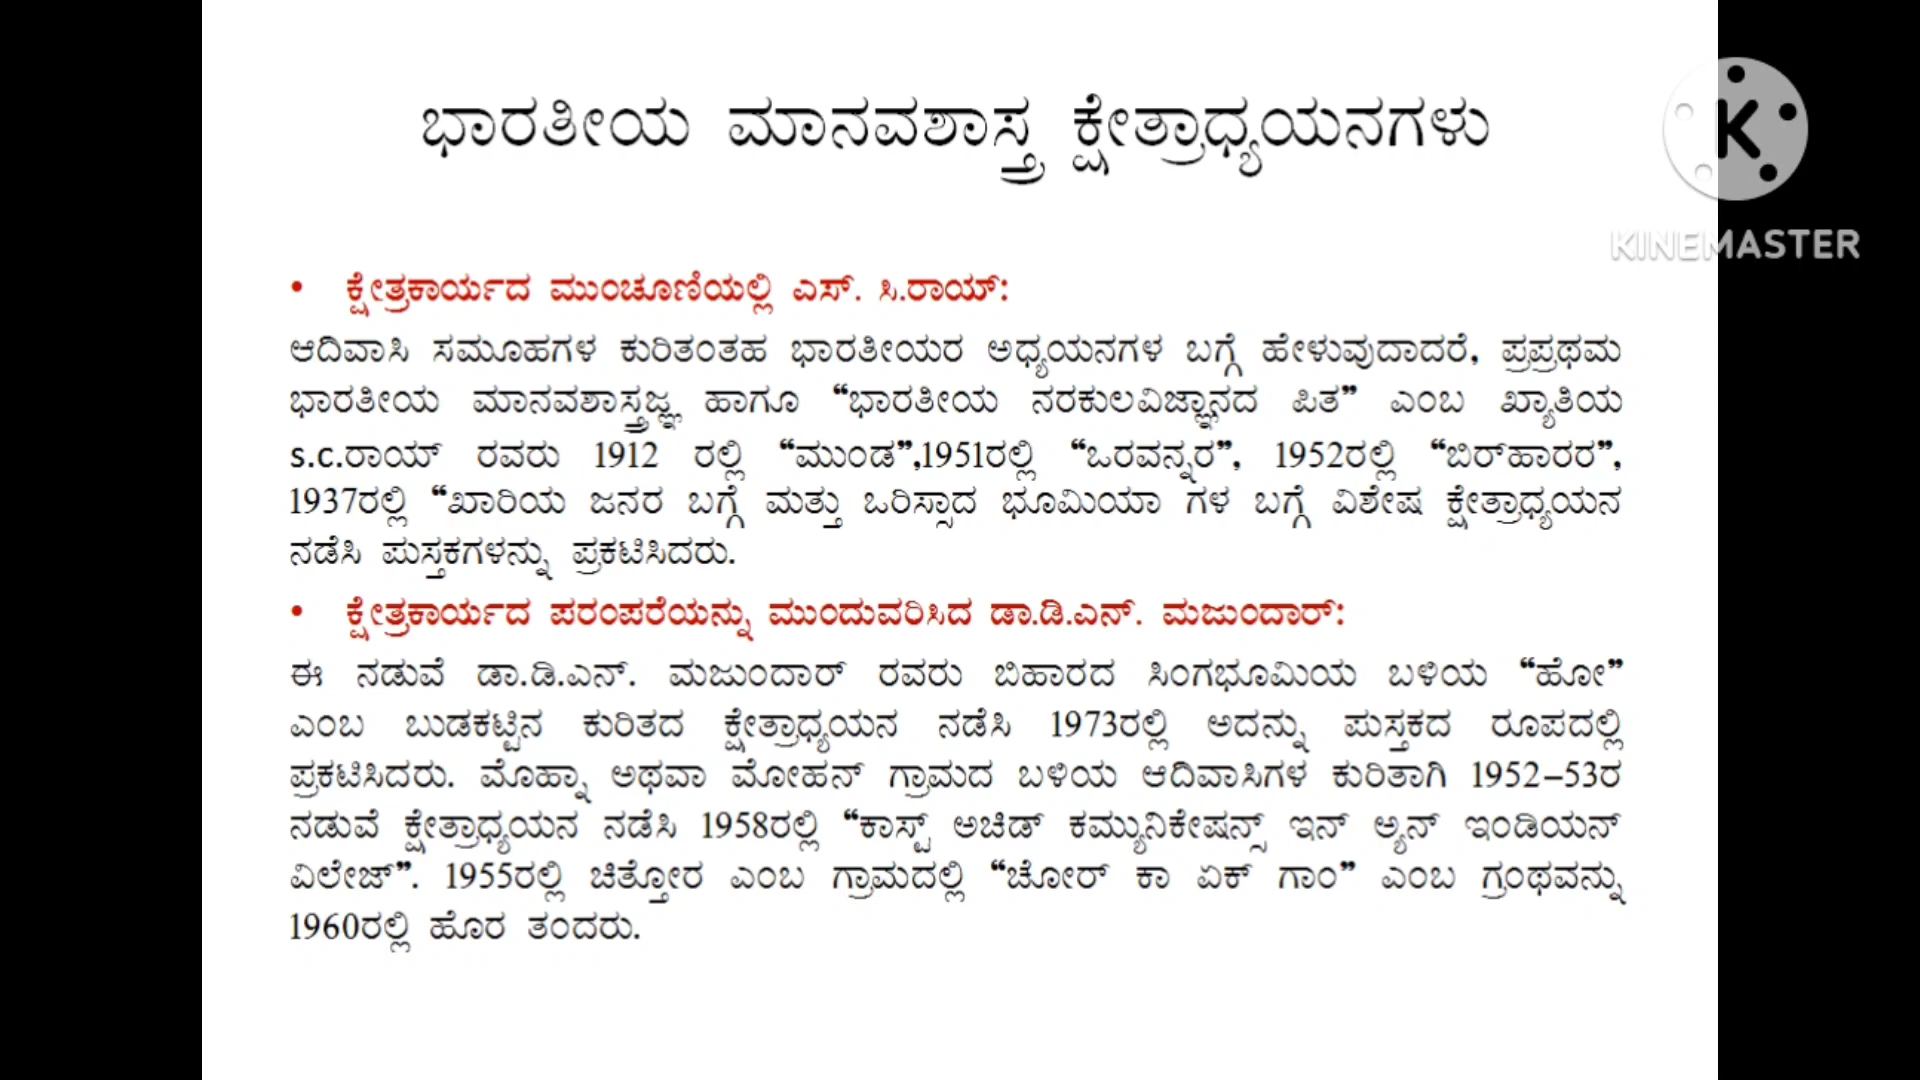 ಭಾರತೀಯ ಮಾನವಶಾಸ್ತ್ರ ಕ್ಷೇತ್ರಾಧ್ಯಯನಗಳು
K
KINEMASTER
• ಕ್ಷೇತ್ರಕಾರ್ಯದ ಮುಂಚೂಣಿಯಲ್ಲಿ ಎಸ್. ಸಿ.ರಾಯ್:
ಆದಿವಾಸಿ ಸಮೂಹಗಳ ಕುರಿತಂತಹ ಭಾರತೀಯರ ಅಧ್ಯಯನಗಳ ಬಗ್ಗೆ ಹೇಳುವುದಾದರೆ, ಪ್ರಪ್ರಥಮ
ಭಾರತೀಯ ಮಾನವಶಾಸ್ತ್ರಜ್ಞ ಹಾಗೂ “ಭಾರತೀಯ ನರಕುಲವಿಜ್ಞಾನದ ಪಿತ” ಎಂಬ ಖ್ಯಾತಿಯ
s.c.ರಾಯ್ ರವರು 1912 ರಲ್ಲಿ “ಮುಂಡ”,1951ರಲ್ಲಿ “ಒರವನ್ನರ”, 1952ರಲ್ಲಿ “ಬಿರ್‌ಹಾರರ”,
1937ರಲ್ಲಿ “ಖಾರಿಯ ಜನರ ಬಗ್ಗೆ ಮತ್ತು ಒರಿಸ್ಸಾದ ಭೂಮಿಯಾ ಗಳ ಬಗ್ಗೆ ವಿಶೇಷ ಕ್ಷೇತ್ರಾಧ್ಯಯನ
ನಡೆಸಿ ಪುಸ್ತಕಗಳನ್ನು ಪ್ರಕಟಿಸಿದರು.
• ಕ್ಷೇತ್ರಕಾರ್ಯದ ಪರಂಪರೆಯನ್ನು ಮುಂದುವರಿಸಿದ ಡಾ.ಡಿ.ಎನ್. ಮಜುಂದಾರ್:
ಈ ನಡುವೆ ಡಾ.ಡಿ.ಎನ್. ಮಜುಂದಾರ್ ರವರು ಬಿಹಾರದ ಸಿಂಗಭೂಮಿಯ ಬಳಿಯ “ಹೋ”
ಎಂಬ ಬುಡಕಟ್ಟಿನ ಕುರಿತದ ಕ್ಷೇತ್ರಾಧ್ಯಯನ ನಡೆಸಿ 1973ರಲ್ಲಿ ಅದನ್ನು ಪುಸ್ತಕದ ರೂಪದಲ್ಲಿ
ಪ್ರಕಟಿಸಿದರು. ಮೊಹ್ನಾ ಅಥವಾ ಮೋಹನ್ ಗ್ರಾಮದ ಬಳಿಯ ಆದಿವಾಸಿಗಳ ಕುರಿತಾಗಿ 1952–53ರ
ನಡುವೆ ಕ್ಷೇತ್ರಾಧ್ಯಯನ ನಡೆಸಿ 1958ರಲ್ಲಿ “ಕಾಸ್ಟ್ ಅಚಿಡ್ ಕಮ್ಯುನಿಕೇಷನ್ಸ್ ಇನ್ ಅ್ಯನ್ ಇಂಡಿಯನ್
ವಿಲೇಜ್”. 1955ರಲ್ಲಿ ಚಿತ್ತೋರ ಎಂಬ ಗ್ರಾಮದಲ್ಲಿ “ಚೋರ್ ಕಾ ಏಕ್ ಗಾಂ” ಎಂಬ ಗ್ರಂಥವನ್ನು
1960ರಲ್ಲಿ ಹೊರ ತಂದರು.